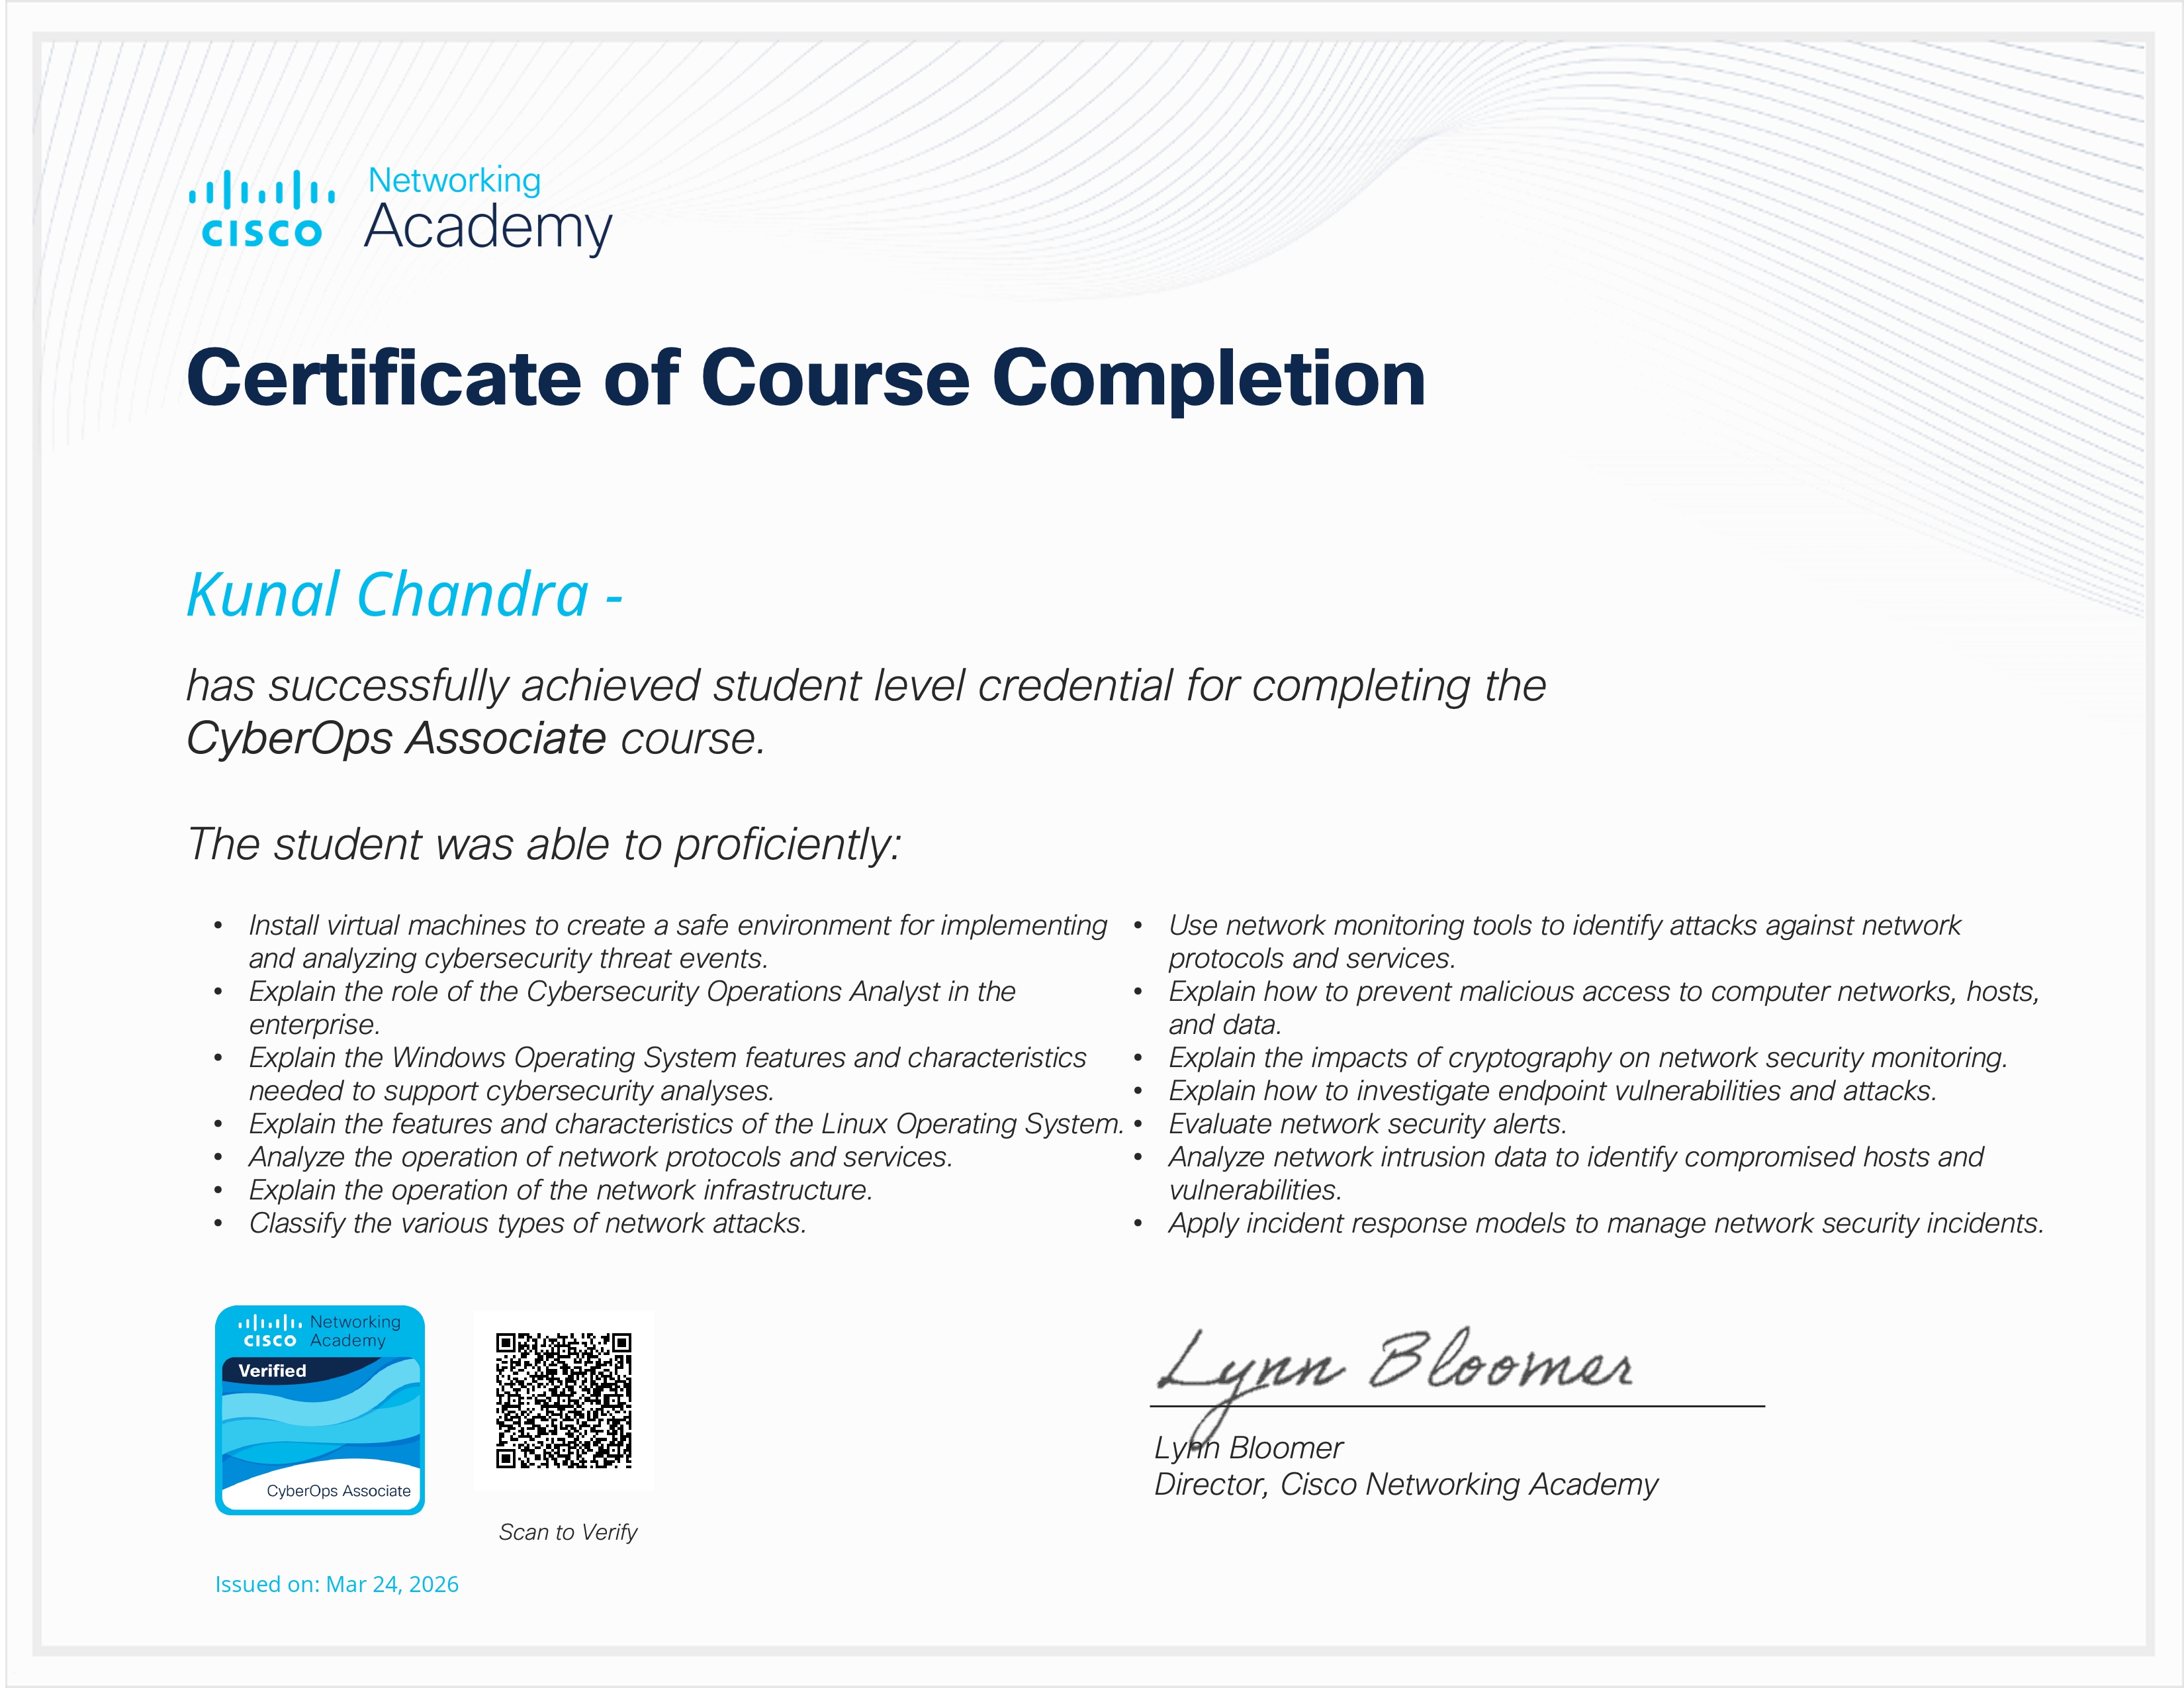 Networking
Academy
CISCO
Certificate of Course Completion
Kunal Chandra -
has successfully achieved student level credential for completing the
CyberOps Associate course.
The student was able to proficiently:
• Install virtual machines to create a safe environment for implementing
and analyzing cybersecurity threat events.
• Explain the role of the Cybersecurity Operations Analyst in the
enterprise.
• Explain the Windows Operating System features and characteristics
needed to support cybersecurity analyses.
• Explain the features and characteristics of the Linux Operating System.
• Analyze the operation of network protocols and services.
• Explain the operation of the network infrastructure.
• Classify the various types of network attacks.
• Use network monitoring tools to identify attacks against network
protocols and services.
• Explain how to prevent malicious access to computer networks, hosts,
and data.
• Explain the impacts of cryptography on network security monitoring.
• Explain how to investigate endpoint vulnerabilities and attacks.
• Evaluate network security alerts.
• Analyze network intrusion data to identify compromised hosts and
vulnerabilities.
• Apply incident response models to manage network security incidents.
Networking
CISCO Academy
Verified
CyberOps Associate
Scan to Verify
Issued on: Mar 24, 2026
Lynn Bloomer
Lynn Bloomer
Director, Cisco Networking Academy